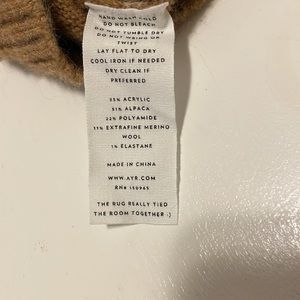 HAND WASH COLD
DO NOT BLEACH
DO NOT TUMBLE DRY
DO NOT WRING OR
TWIST
LAY FLAT TO DRY
COOL IRON IF NEEDED
DRY CLEAN IF
PREFERRED
35% ACRYLIC
31% ALPACA
22% POLYAMIDE
11% EXTRAFINE MERINO
WOOL
1% ELASTANE
MADE IN CHINA
WWW.AYR.COM
RN# 150965
THE RUG REALLY TIED
THE ROOM TOGETHER :)